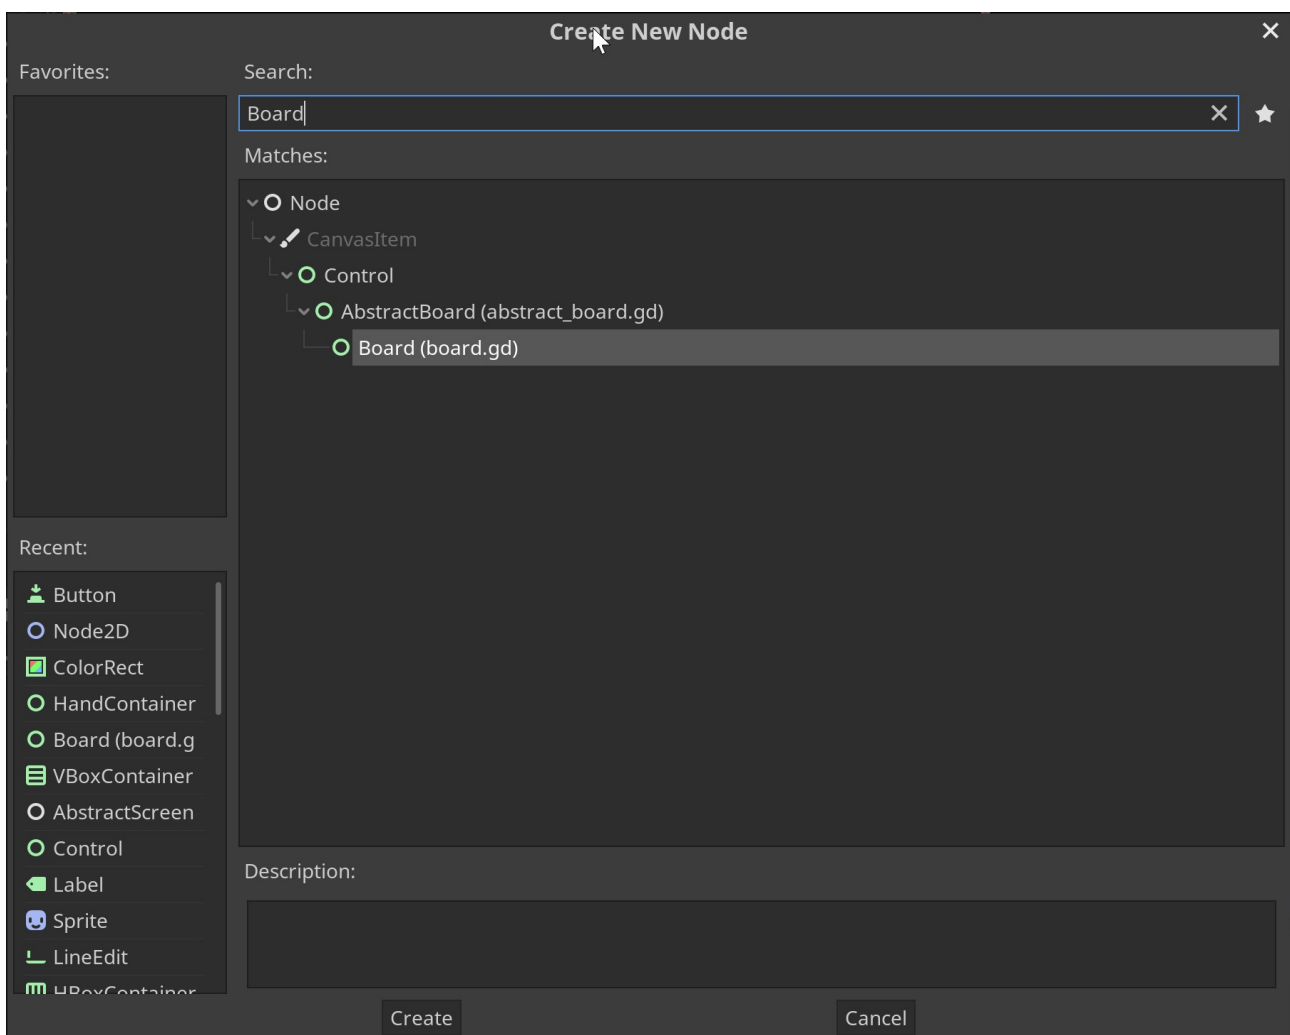 Create New Node
Favorites:
Search:
Board
Matches:
Node
CanvasItem
Control
AbstractBoard (abstract_board.gd)
Board (board.gd)
Recent:
Button
Node2D
ColorRect
HandContainer
Board (board.g
VBoxContainer
AbstractScreen
Control
Label
Sprite
LineEdit
HBoxContainer
Description:
Create
Cancel